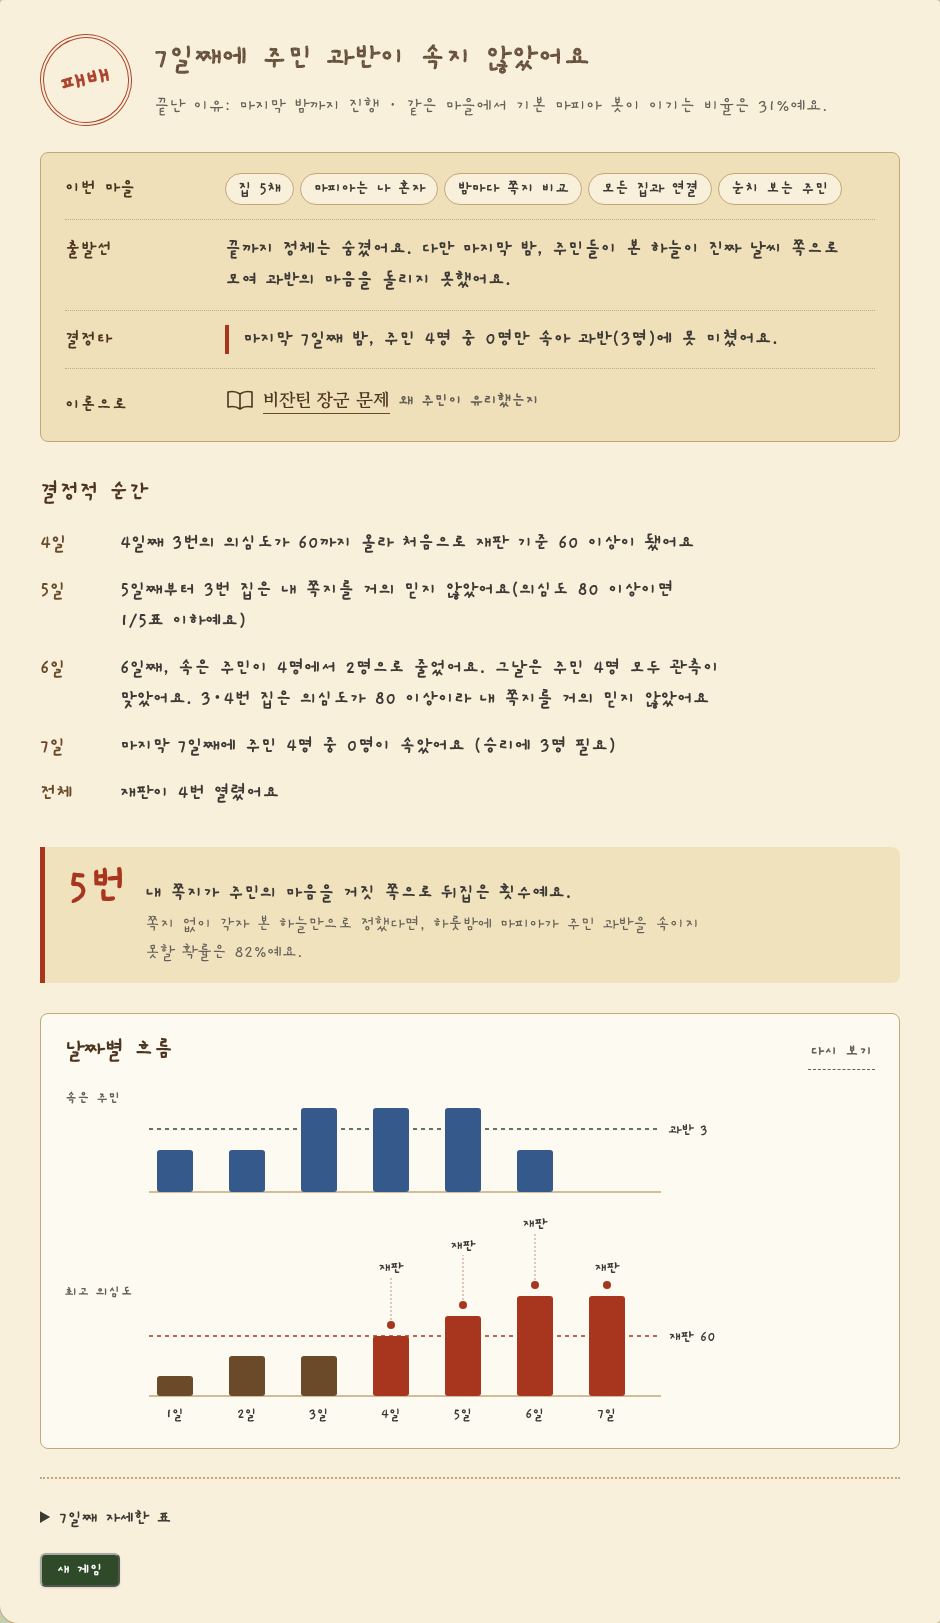 패배
7일째에 주민 과반이 속지 않았어요
끝난 이유: 마지막 밤까지 진행 · 같은 마을에서 기본 마피아 봇이 이기는 비율은 31%예요.
이번 마을
집 5채
마피아는 나 혼자
밤마다 쪽지 비교
모든 집과 연결
눈치 보는 주민
출발선
끝까지 정체는 숨겼어요. 다만 마지막 밤, 주민들이 본 하늘이 진짜 날씨 쪽으로
모여 과반의 마음을 돌리지 못했어요.
결정타
마지막 7일째 밤, 주민 4명 중 0명만 속아 과반(3명)에 못 미쳤어요.
이론으로
비잔틴 장군 문제 왜 주민이 유리했는지
결정적 순간
4일
4일째 3번의 의심도가 60까지 올라 처음으로 재판 기준 60 이상이 됐어요
5일
5일째부터 3번 집은 내 쪽지를 거의 믿지 않았어요(의심도 80 이상이면
1/5표 이하예요)
6일
6일째, 속은 주민이 4명에서 2명으로 줄었어요. 그날은 주민 4명 모두 관측이
맞았어요. 3·4번 집은 의심도가 80 이상이라 내 쪽지를 거의 믿지 않았어요
7일
마지막 7일째에 주민 4명 중 0명이 속았어요 (승리에 3명 필요)
전체
재판이 4번 열렸어요
5번
내 쪽지가 주민의 마음을 거짓 쪽으로 뒤집은 횟수예요.
쪽지 없이 각자 본 하늘만으로 정했다면, 하룻밤에 마피아가 주민 과반을 속이지
못할 확률은 82%예요.
날짜별 흐름
다시 보기
속은 주민
과반 3
재판
재판
재판
재판
최고 의심도
재판 60
1일
2일
3일
4일
5일
6일
7일
▶ 7일째 자세한 표
새 게임